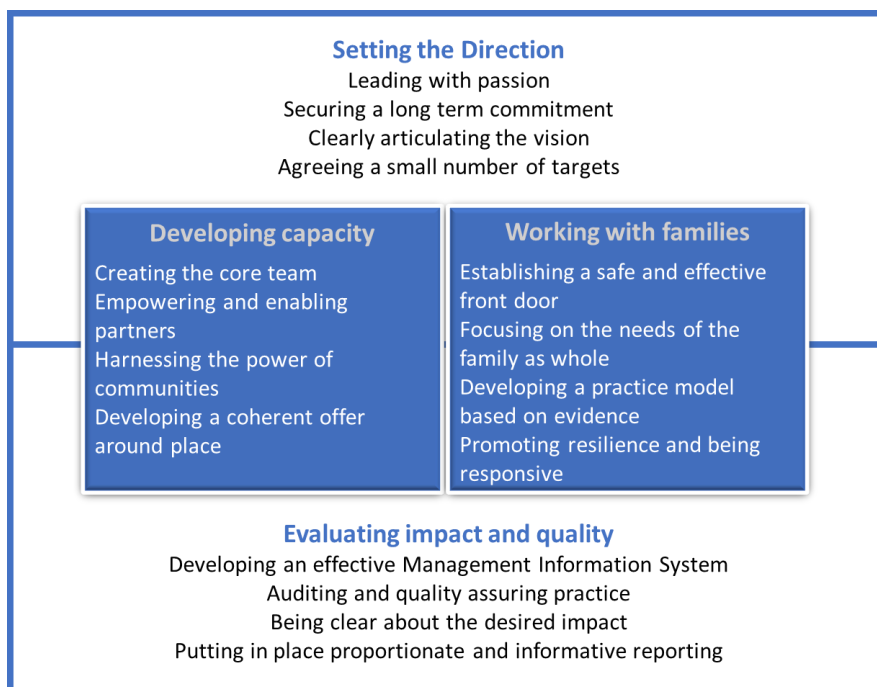 Setting the Direction
Leading with passion
Securing a long term commitment
Clearly articulating the vision
Agreeing a small number of targets
Developing capacity
Creating the core team
Empowering and enabling
partners
Harnessing the power of
communities
Developing a coherent offer
around place
Working with families
Establishing a safe and effective
front door
Focusing on the needs of the
family as whole
Developing a practice model
based on evidence
Promoting resilience and being
responsive
Evaluating impact and quality
Developing an effective Management Information System
Auditing and quality assuring practice
Being clear about the desired impact
Putting in place proportionate and informative reporting